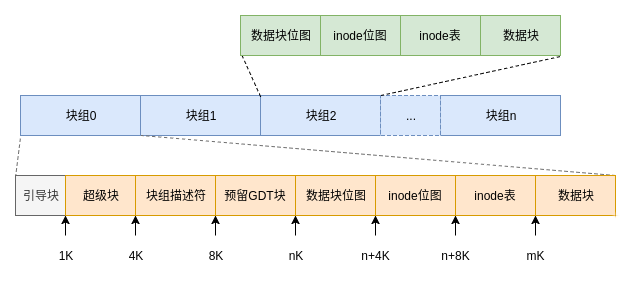 数据块位图 inode位图 inode表 数据块
块组0 块组1 块组2 ... 块组n
引导块 超级块 块组描述符 预留GDT块 数据块位图 inode位图 inode表 数据块
1K 4K 8K nK n+4K n+8K mK